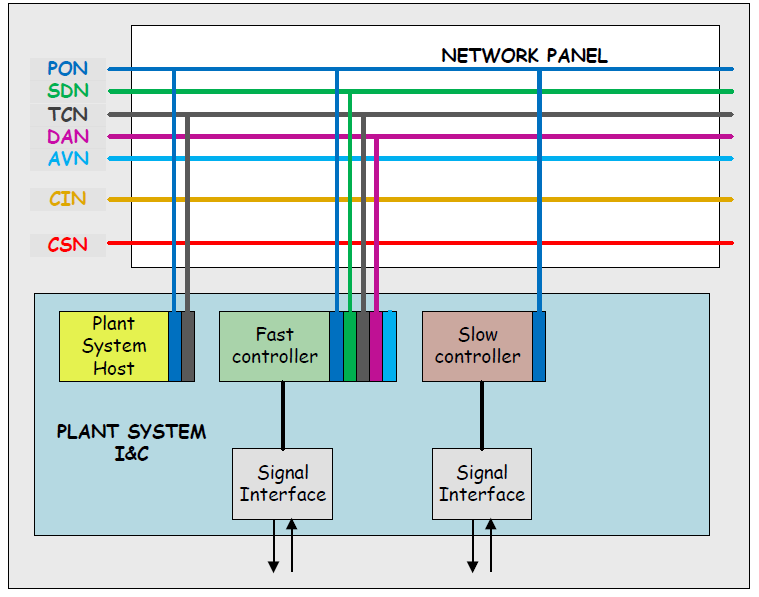 NETWORK PANEL
PON
SDN
TCN
DAN
AVN
CIN
CSN
Plant
System
Host
Fast
controller
Slow
controller
PLANT SYSTEM
I&C
Signal
Interface
Signal
Interface